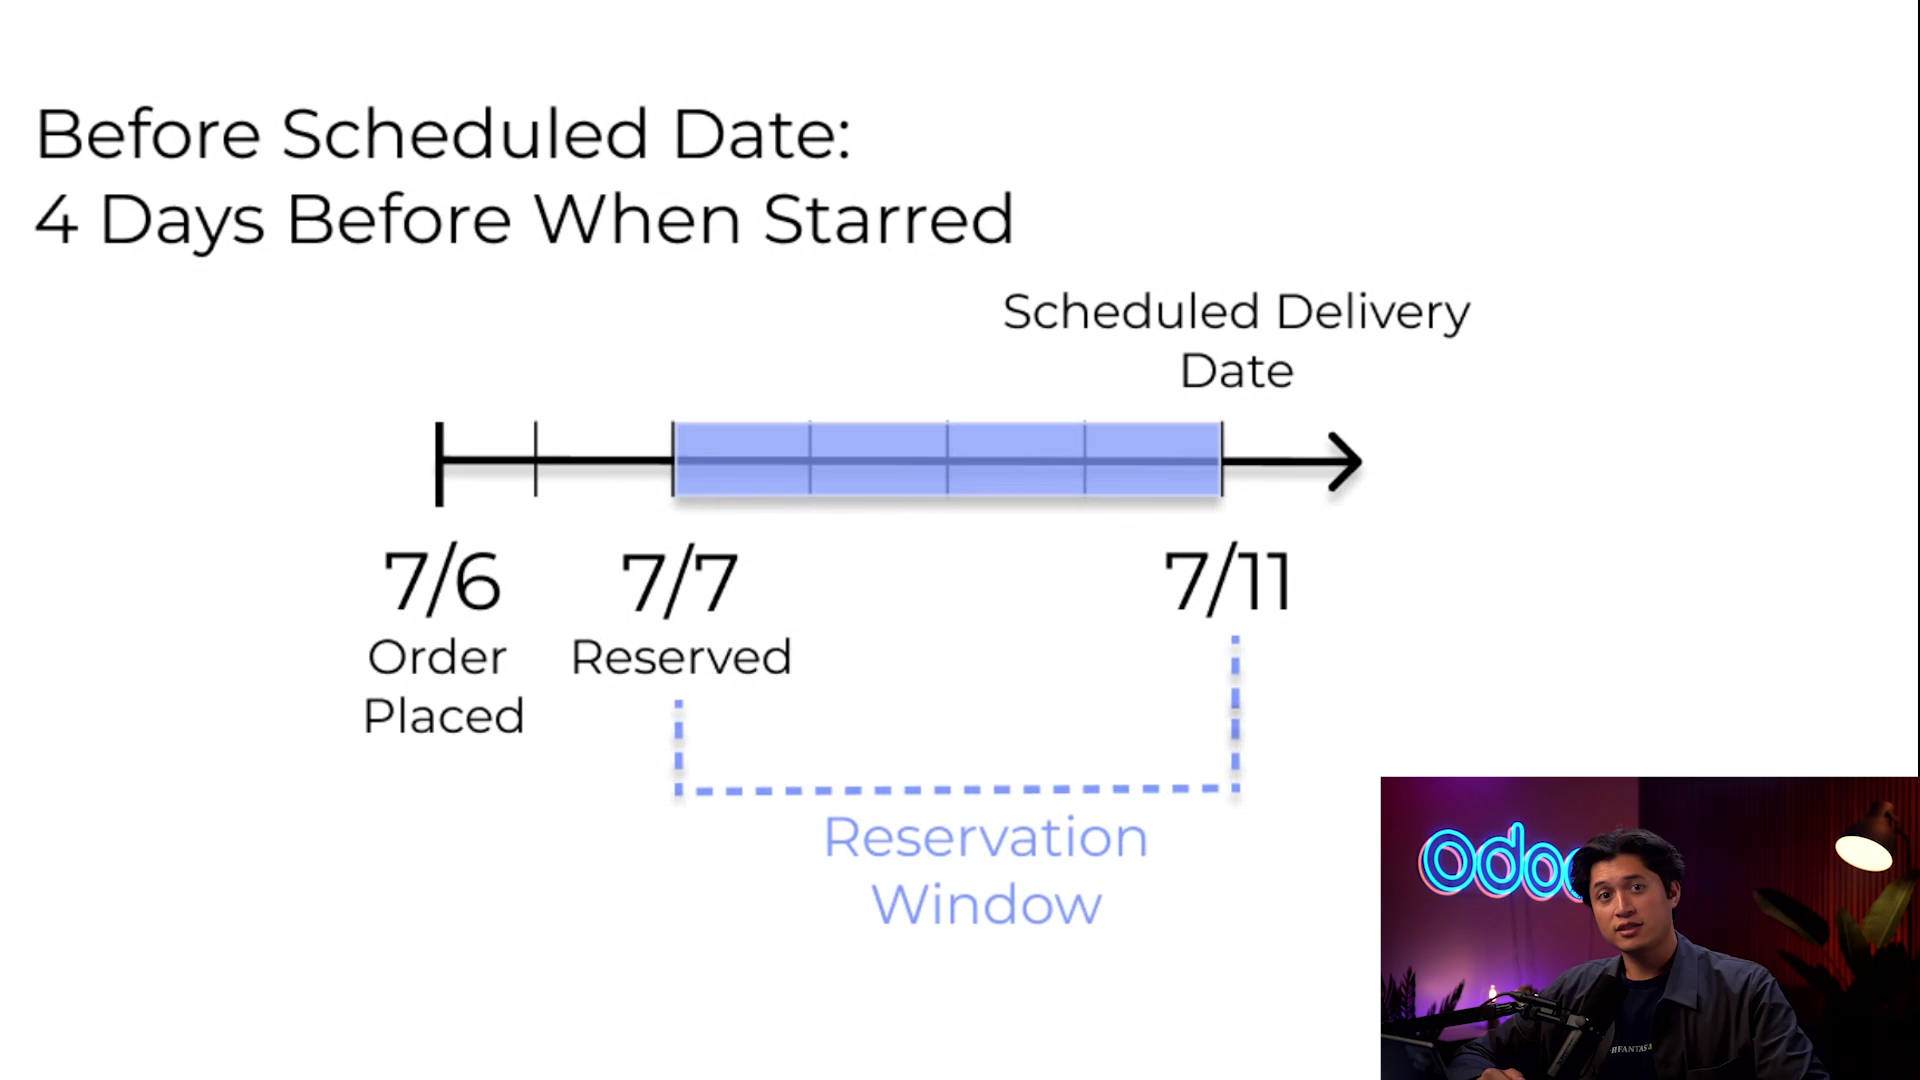 Before Scheduled Date:
4 Days Before When Starred
Scheduled Delivery
Date
7/6
7/7
7/11
Order
Placed
Reserved
Reservation
Window
odoo